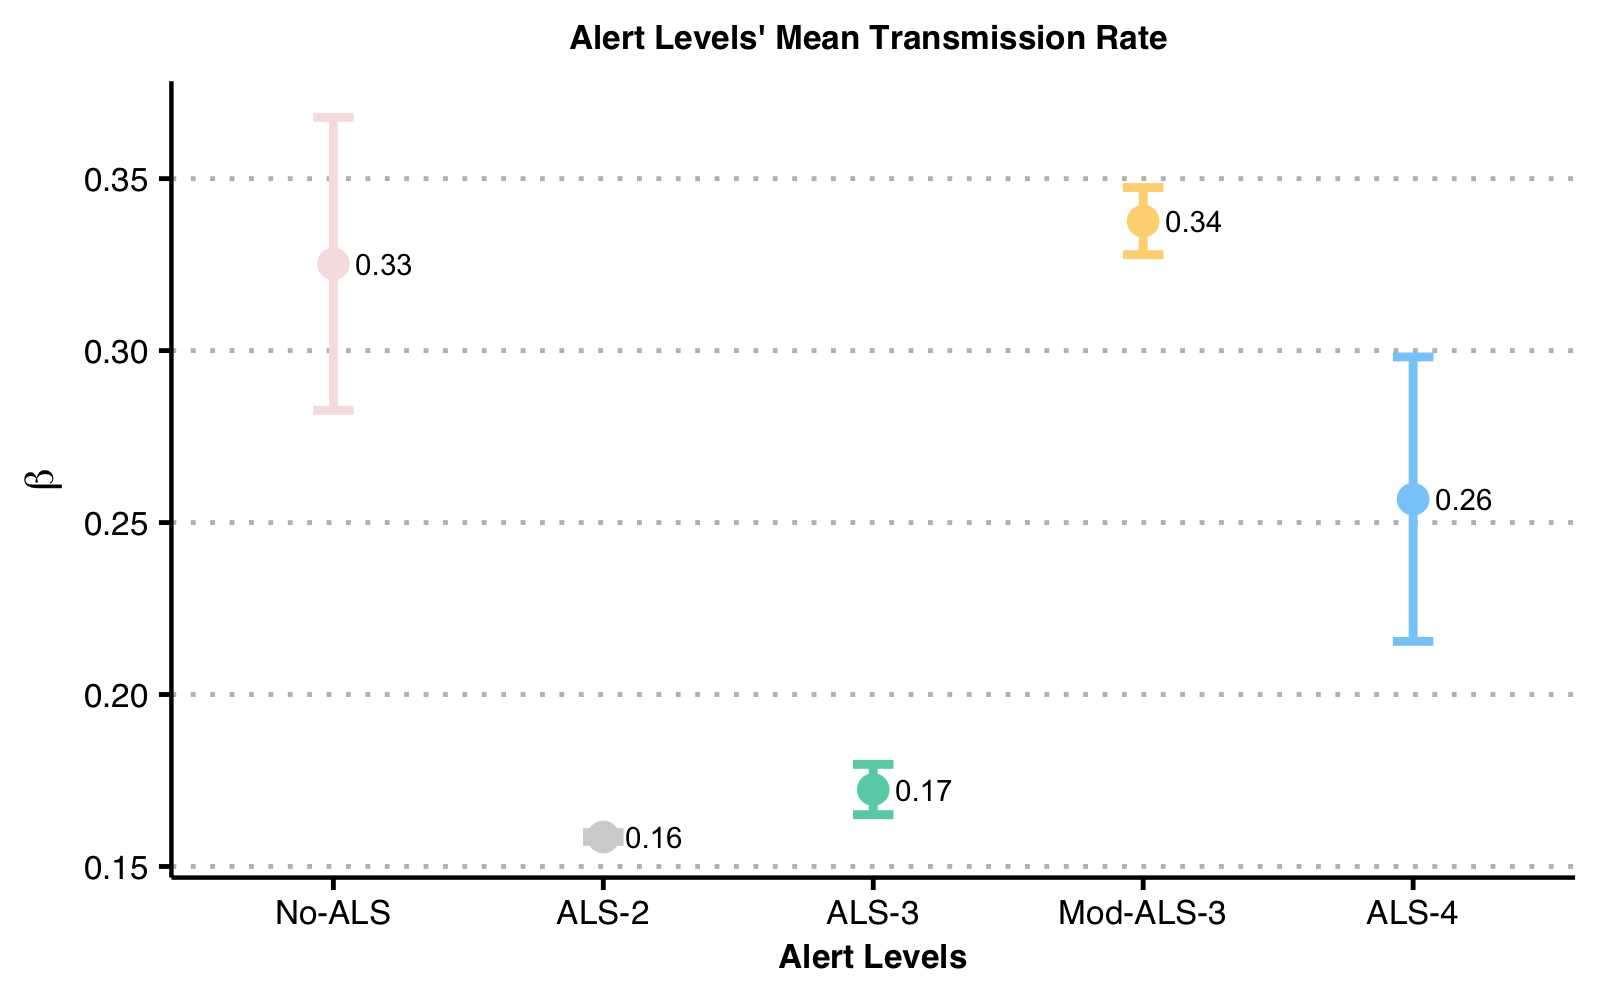 Alert Levels' Mean Transmission Rate
0.35
0.30
0.25
0.20
0.15
β
0.33
0.16
0.17
0.34
0.26
No-ALS
ALS-2
ALS-3
Mod-ALS-3
ALS-4
Alert Levels